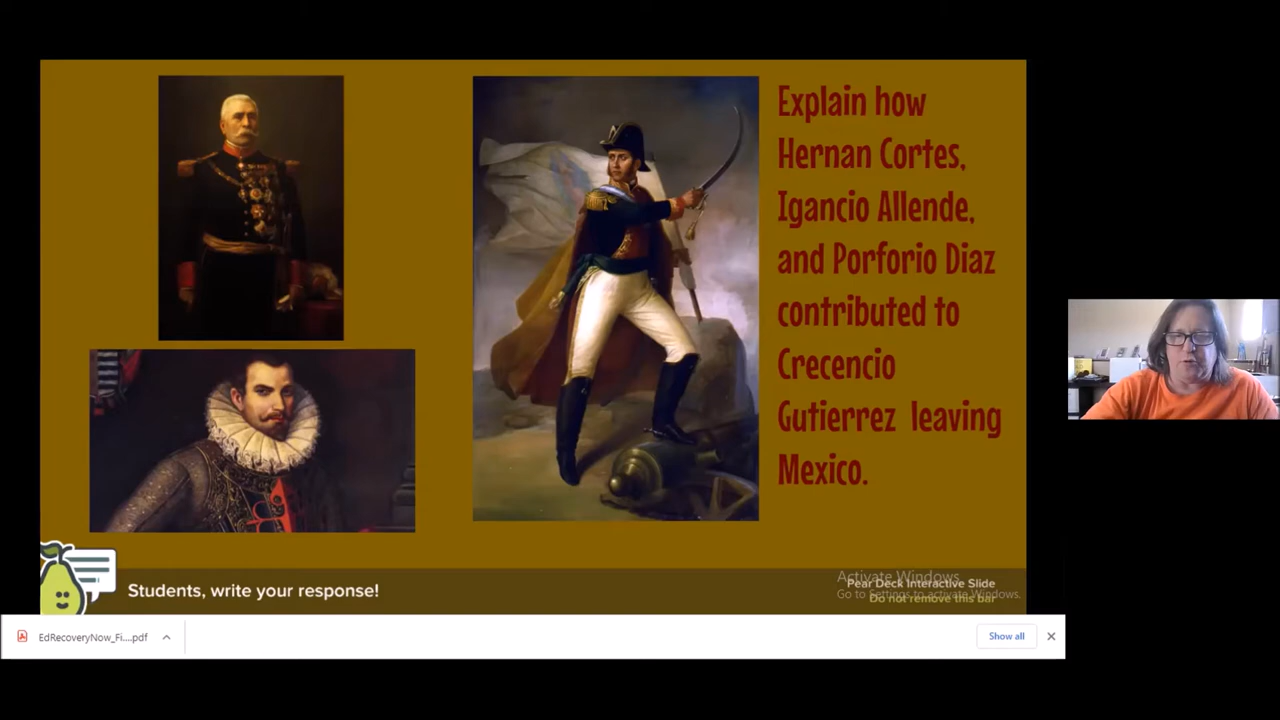 Explain how
Hernan Cortes,
Igancio Allende,
and Porforio Diaz
contributed to
Crecencio
Gutierrez leaving
Mexico.
Students, write your response!
Activate Windows
Go to Settings to activate Windows.
Pear Deck Interactive Slide
Do not remove this bar
EdRecoveryNow_Fi....pdf
Show all